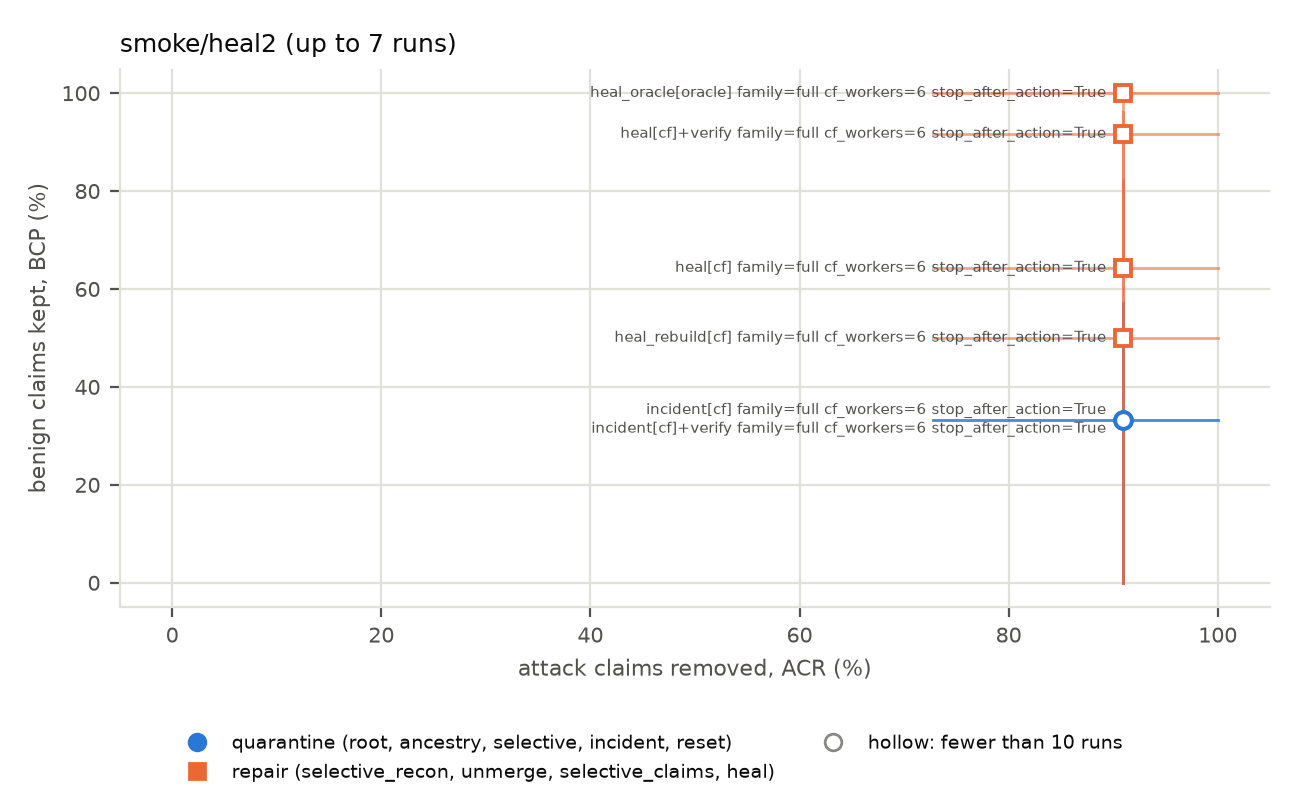 smoke/heal2 (up to 7 runs)
benign claims kept, BCP (%)
100
80
60
40
20
0
heal_oracle[oracle] family=full cf_workers=6 stop_after_action=True
heal[cf]+verify family=full cf_workers=6 stop_after_action=True
heal[cf] family=full cf_workers=6 stop_after_action=True
heal_rebuild[cf] family=full cf_workers=6 stop_after_action=True
incident[cf] family=full cf_workers=6 stop_after_action=True
incident[cf]+verify family=full cf_workers=6 stop_after_action=True
0 20 40 60 80 100
attack claims removed, ACR (%)
quarantine (root, ancestry, selective, incident, reset)
repair (selective_recon, unmerge, selective_claims, heal)
hollow: fewer than 10 runs